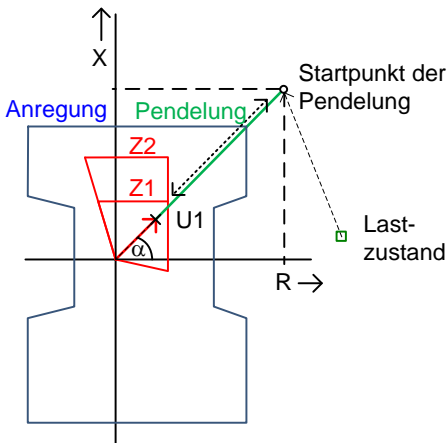 X
Startpunkt der
Pendelung
Anregung
Pendelung
Z2
Z1
U1
α
Last-
zustand
R